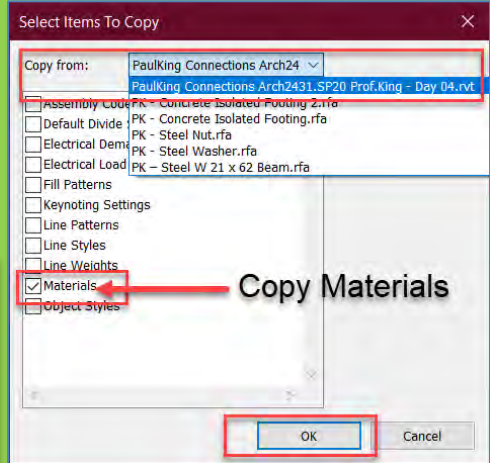 Select Items To Copy
Copy from: PaulKing Connections Arch24
PaulKing Connections Arch2431.SP20 Prof.King - Day 04.rvt
PK - Concrete Isolated Footing 2.rfa
PK - Concrete Isolated Footing.rfa
PK - Steel Nut.rfa
PK - Steel Washer.rfa
PK – Steel W 21 x 62 Beam.rfa
Assembly Code
Default Divide
Electrical Dema
Electrical Load
Fill Patterns
Keynoting Settings
Line Patterns
Line Styles
Line Weights
Materials
Object Styles
Copy Materials
OK Cancel